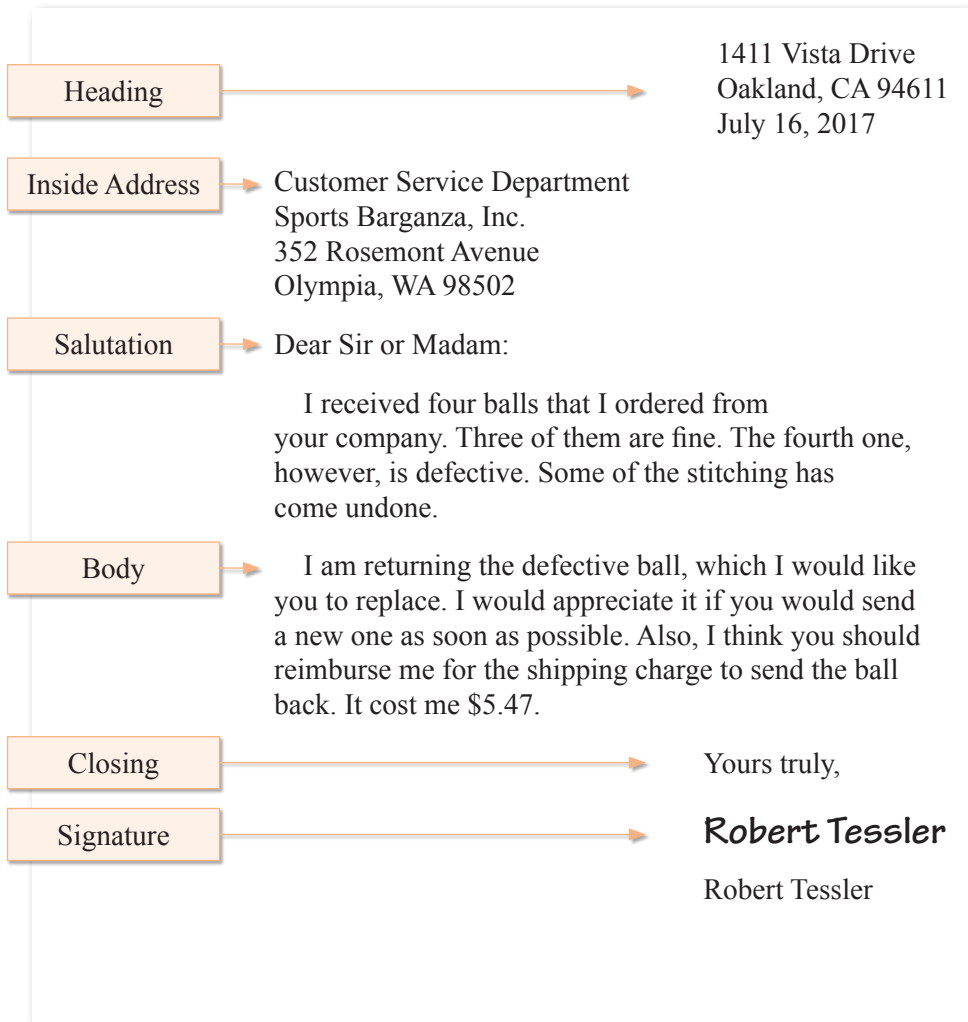 Heading
1411 Vista Drive
Oakland, CA 94611
July 16, 2017
Inside Address
Customer Service Department
Sports Barganza, Inc.
352 Rosemont Avenue
Olympia, WA 98502
Salutation
Dear Sir or Madam:
I received four balls that I ordered from
your company. Three of them are fine. The fourth one,
however, is defective. Some of the stitching has
come undone.
Body
I am returning the defective ball, which I would like
you to replace. I would appreciate it if you would send
a new one as soon as possible. Also, I think you should
reimburse me for the shipping charge to send the ball
back. It cost me $5.47.
Closing
Yours truly,
Signature
Robert Tessler
Robert Tessler